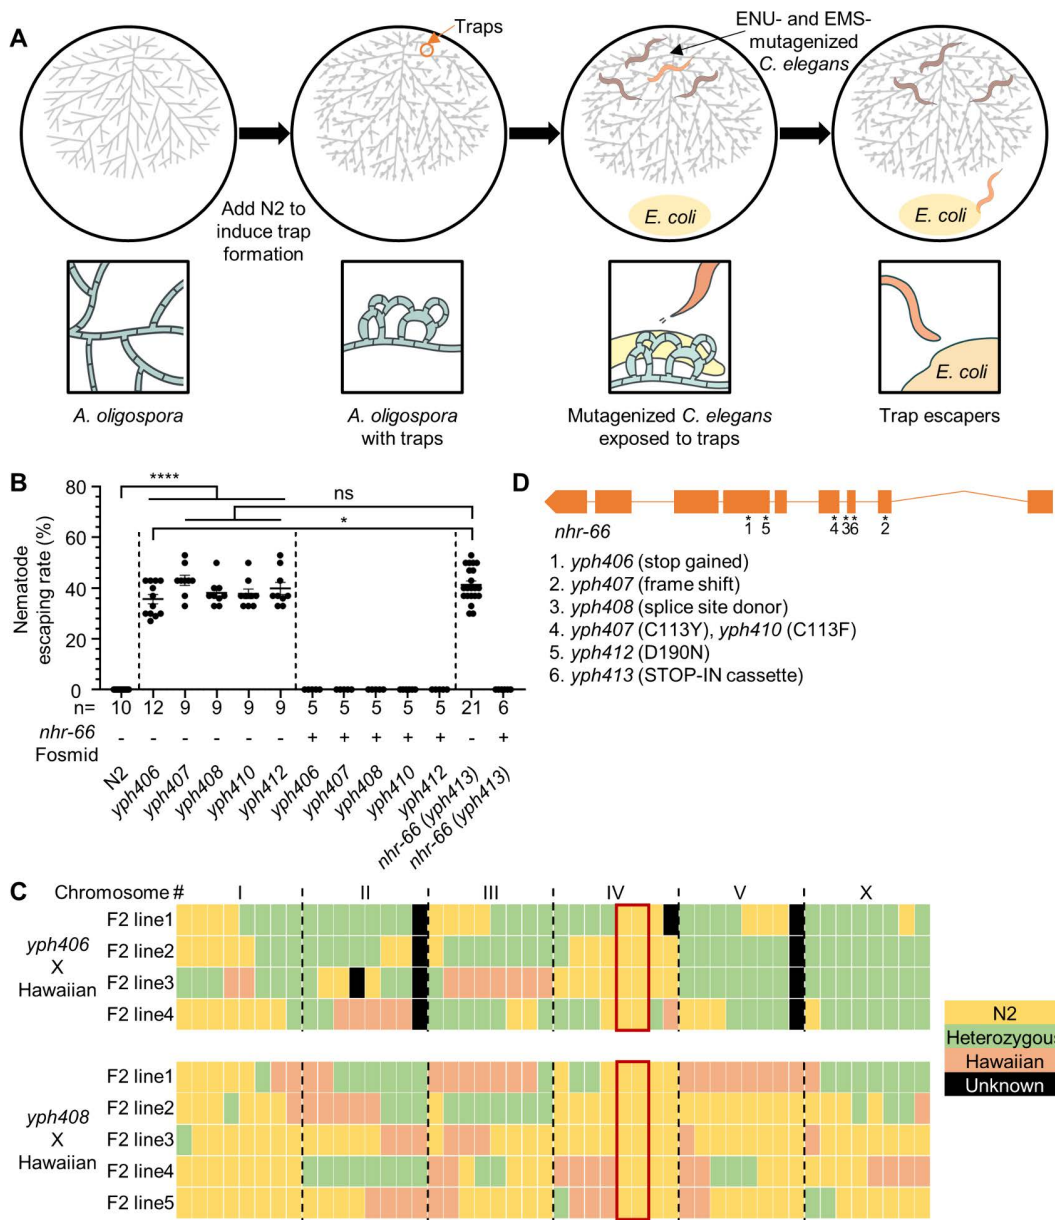 A
Traps
ENU- and EMS-
mutagenized
C. elegans
Add N2 to
induce trap
formation
E. coli
E. coli
E. coli
A. oligospora
A. oligospora
with traps
Mutagenized C. elegans
exposed to traps
Trap escapers
B
Nematode
escaping rate (%)
80
60
40
20
0
****
ns
*
n= 10 12 9 9 9 9 5 5 5 5 5 21 6
nhr-66
Fosmid
- - - - - - + + + + + - +
N2
yph406
yph407
yph408
yph410
yph412
yph406
yph407
yph408
yph410
yph412
nhr-66 (yph413)
nhr-66 (yph413)
D
nhr-66
* * * ** *
1 5 4 36 2
1. yph406 (stop gained)
2. yph407 (frame shift)
3. yph408 (splice site donor)
4. yph407 (C113Y), yph410 (C113F)
5. yph412 (D190N)
6. yph413 (STOP-IN cassette)
C
Chromosome # I II III IV V X
yph406
X
Hawaiian
F2 line1
F2 line2
F2 line3
F2 line4
yph408
X
Hawaiian
F2 line1
F2 line2
F2 line3
F2 line4
F2 line5
N2
Heterozygous
Hawaiian
Unknown